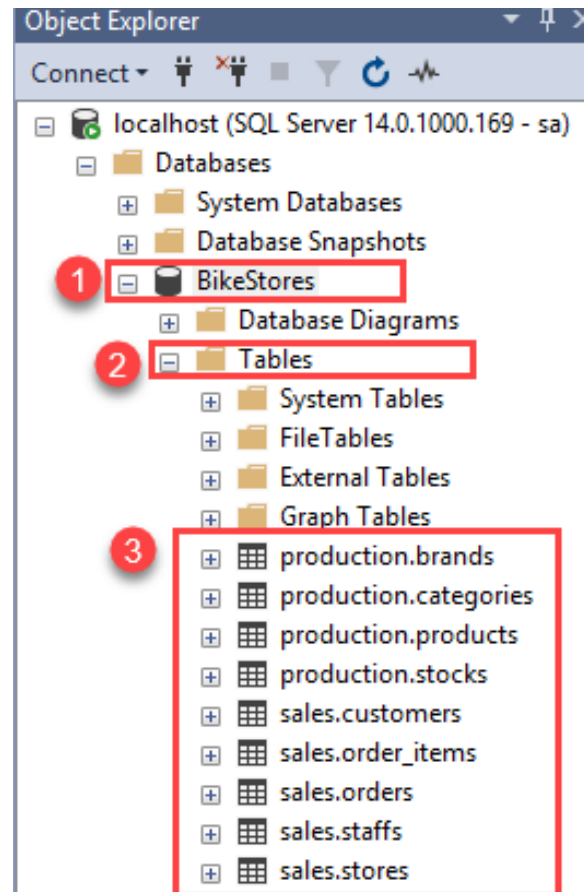 Object Explorer
Connect
localhost (SQL Server 14.0.1000.169 - sa)
Databases
System Databases
Database Snapshots
1 BikeStores
Database Diagrams
2 Tables
System Tables
FileTables
External Tables
Graph Tables
3 production.brands
production.categories
production.products
production.stocks
sales.customers
sales.order_items
sales.orders
sales.staffs
sales.stores